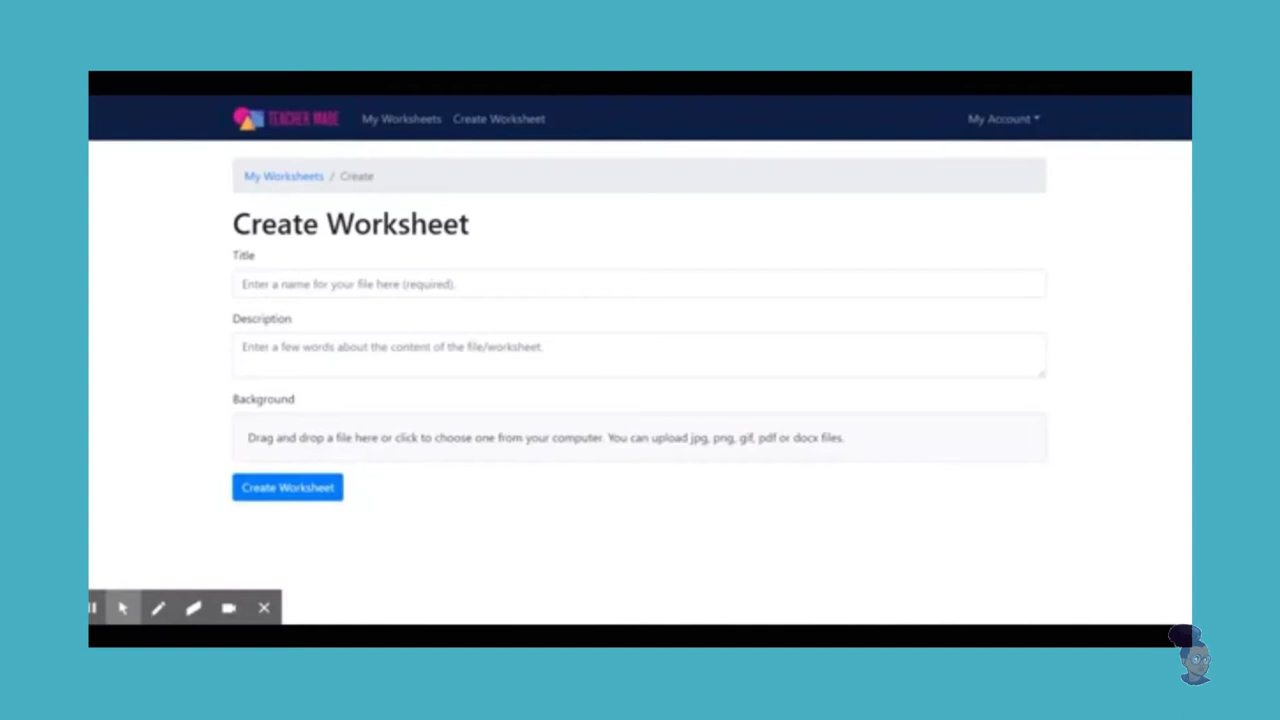 TEACHER MADE My Worksheets Create Worksheet My Account
My Worksheets / Create
Create Worksheet
Title
Enter a name for your file here (required).
Description
Enter a few words about the content of the file/worksheet.
Background
Drag and drop a file here or click to choose one from your computer. You can upload jpg, png, gif, pdf or docx files.
Create Worksheet